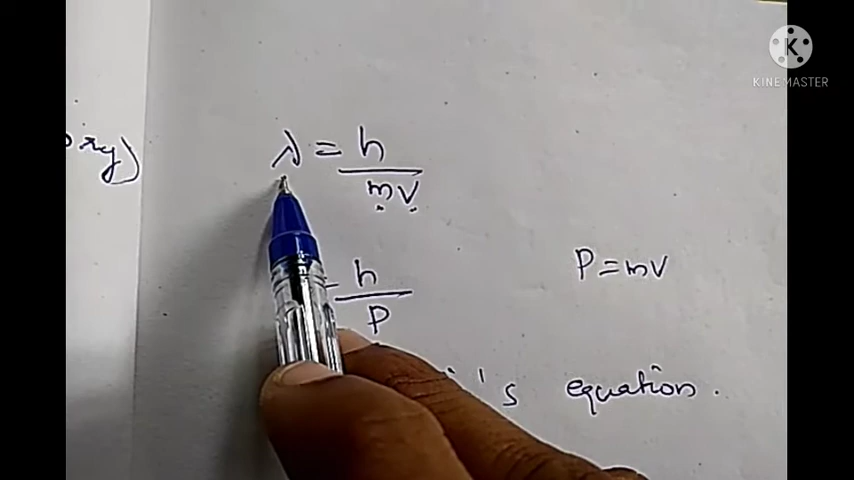 K
KINEMASTER
λ = h
mv
h
P
P = mv
's equation.